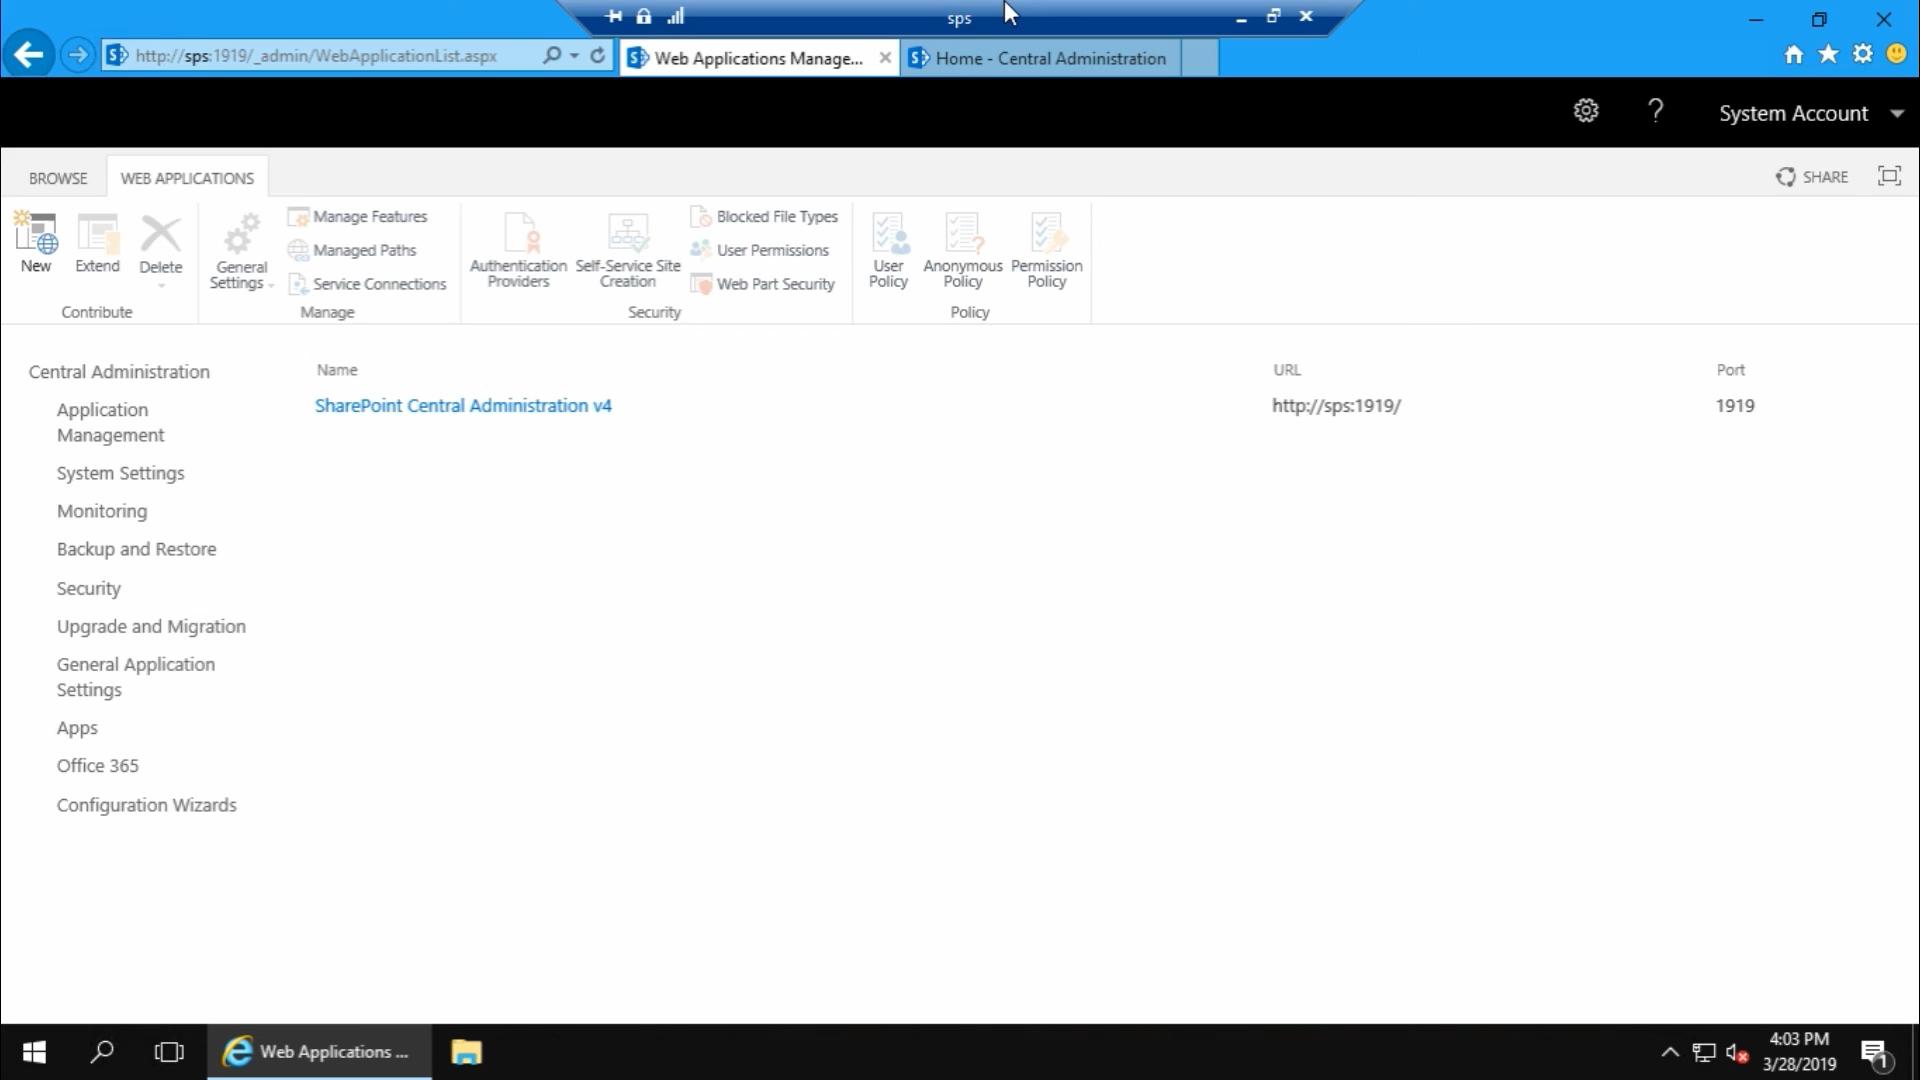 sps
http://sps:1919/_admin/WebApplicationList.aspx
Web Applications Manage...
Home - Central Administration
System Account
BROWSE
WEB APPLICATIONS
SHARE
New
Extend
Delete
Contribute
General
Settings
Manage Features
Managed Paths
Service Connections
Manage
Authentication
Providers
Self-Service Site
Creation
Blocked File Types
User Permissions
Web Part Security
Security
User
Policy
Anonymous
Policy
Permission
Policy
Policy
Central Administration
Application
Management
System Settings
Monitoring
Backup and Restore
Security
Upgrade and Migration
General Application
Settings
Apps
Office 365
Configuration Wizards
Name
URL
Port
SharePoint Central Administration v4
http://sps:1919/
1919
Web Applications ...
4:03 PM
3/28/2019
1